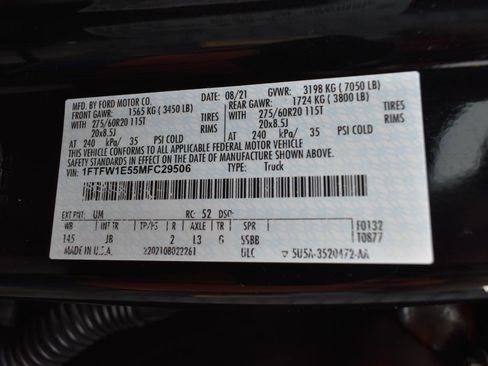 MFD. BY FORD MOTOR CO. DATE: 08/21 GVWR: 3198 KG ( 7050 LB)
FRONT GAWR: 1565 KG ( 3450 LB) REAR GAWR: 1724 KG ( 3800 LB)
275/60R20 115T TIRES 275/60R20 115T TIRES
20x8.5J RIMS 20x8.5J RIMS
AT 240 kPa/ 35 PSI COLD AT 240 kPa/ 35 PSI COLD
THIS VEHICLE CONFORMS TO ALL APPLICABLE FEDERAL MOTOR VEHICLE
SAFETY STANDARDS IN EFFECT ON THE DATE OF MANUFACTURE SHOWN ABOVE.
VIN: 1FTFW1E55MFC29506 TYPE: Truck
EXT PNT: UM RC: 52 DSO:
WB INT TR TP/PS R AXLE TR SPR F0132
145 JB 2 L3 G SSBB 10877
MADE IN U.S.A. 220210802226 ULC 5U5A-3520472-AA